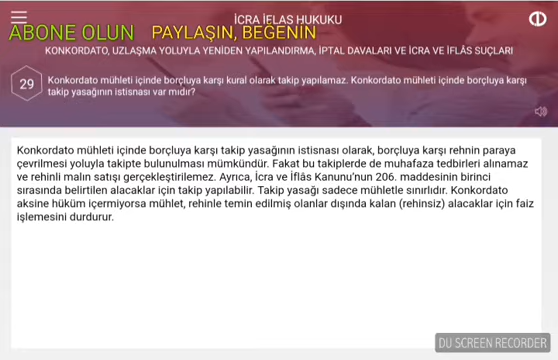 İCRA İFLAS HUKUKU
ABONE OLUN PAYLAŞIN, BEĞENİN
KONKORDATO, UZLAŞMA YOLUYLA YENİDEN YAPILANDIRMA, İPTAL DAVALARI VE İCRA VE İFLÂS SUÇLARI
29
Konkordato mühleti içinde borçluya karşı kural olarak takip yapılamaz. Konkordato mühleti içinde borçluya karşı
takip yasağının istisnası var mıdır?
Konkordato mühleti içinde borçluya karşı takip yasağının istisnası olarak, borçluya karşı rehnin paraya
çevrilmesi yoluyla takipte bulunulması mümkündür. Fakat bu takiplerde de muhafaza tedbirleri alınamaz
ve rehinli malın satışı gerçekleştirilemez. Ayrıca, İcra ve İflâs Kanunu'nun 206. maddesinin birinci
sırasında belirtilen alacaklar için takip yapılabilir. Takip yasağı sadece mühletle sınırlıdır. Konkordato
aksine hüküm içermiyorsa mühlet, rehinle temin edilmiş olanlar dışında kalan (rehinsiz) alacaklar için faiz
işlemesini durdurur.
DU SCREEN RECORDER